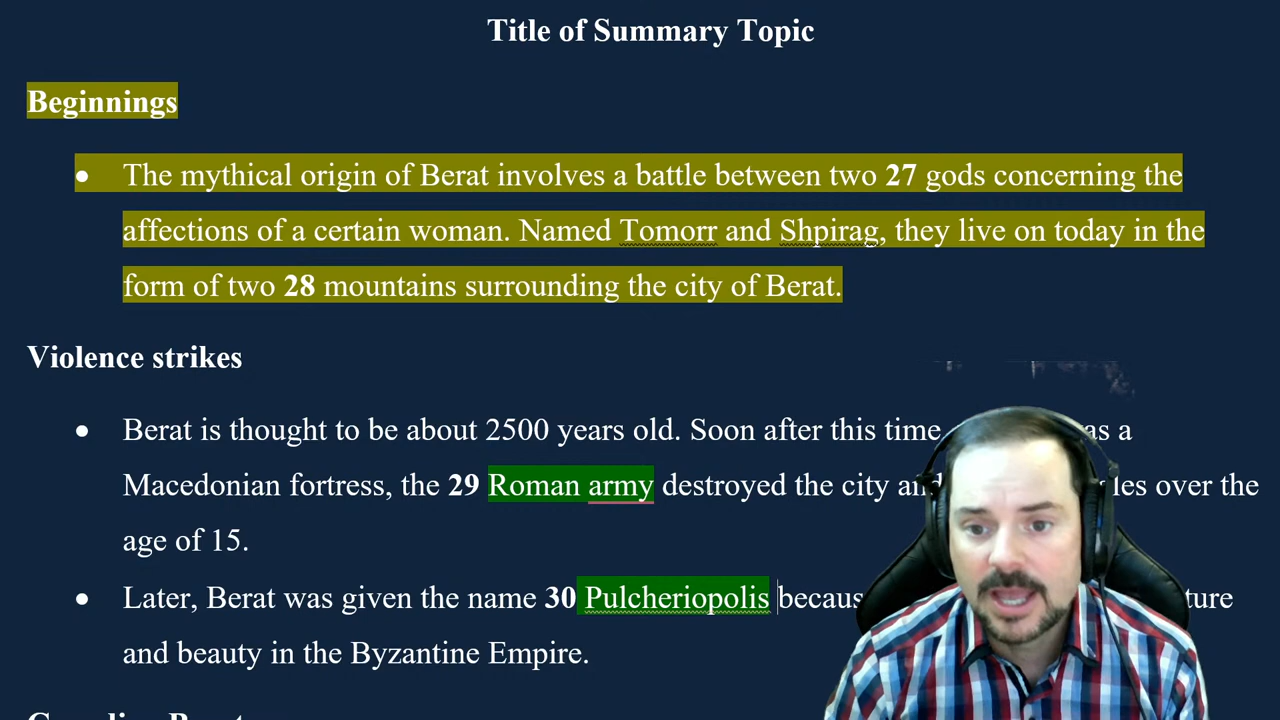 Title of Summary Topic
Beginnings
• The mythical origin of Berat involves a battle between two 27 gods concerning the
affections of a certain woman. Named Tomorr and Shpirag, they live on today in the
form of two 28 mountains surrounding the city of Berat.
Violence strikes
• Berat is thought to be about 2500 years old. Soon after this time as a
Macedonian fortress, the 29 Roman army destroyed the city and over the
age of 15.
• Later, Berat was given the name 30 Pulcheriopolis
and beauty in the Byzantine Empire.